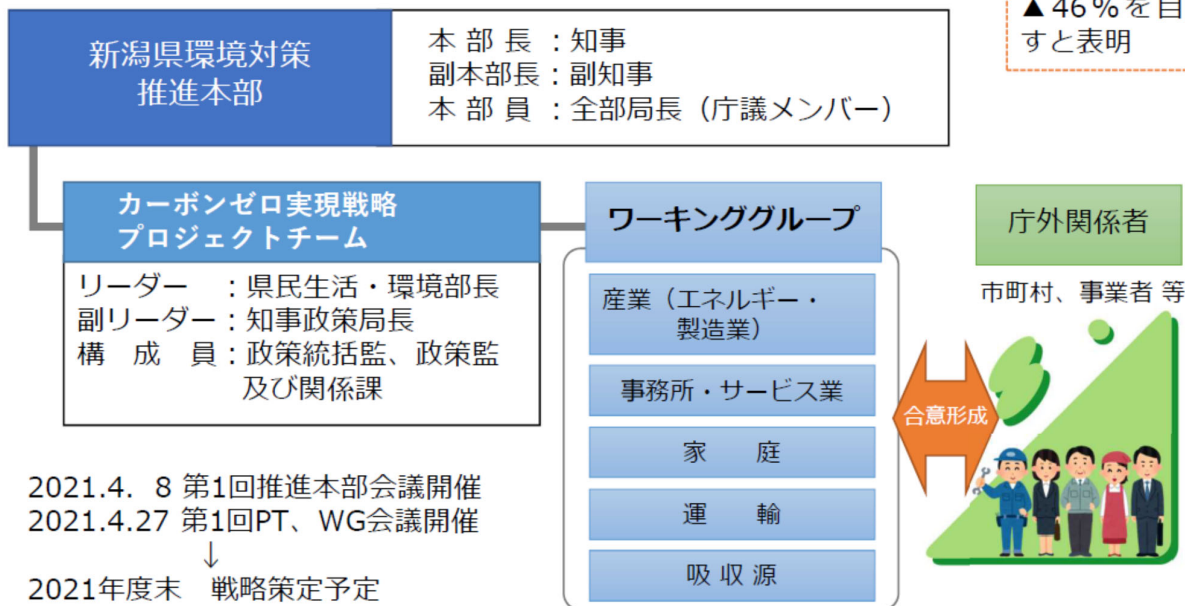 ▲46%を目
すと表明
新潟県環境対策
推進本部
本 部 長 ：知事
副本部長：副知事
本 部 員 ：全部局長（庁議メンバー）
カーボンゼロ実現戦略
プロジェクトチーム
リーダー　：県民生活・環境部長
副リーダー：知事政策局長
構　成　員：政策統括監、政策監
及び関係課
ワーキンググループ
産業（エネルギー・
製造業）
事務所・サービス業
家　　庭
運　　輸
吸 収 源
合意形成
庁外関係者
市町村、事業者 等
2021.4. 8 第1回推進本部会議開催
2021.4.27 第1回PT、WG会議開催
↓
2021年度末　戦略策定予定